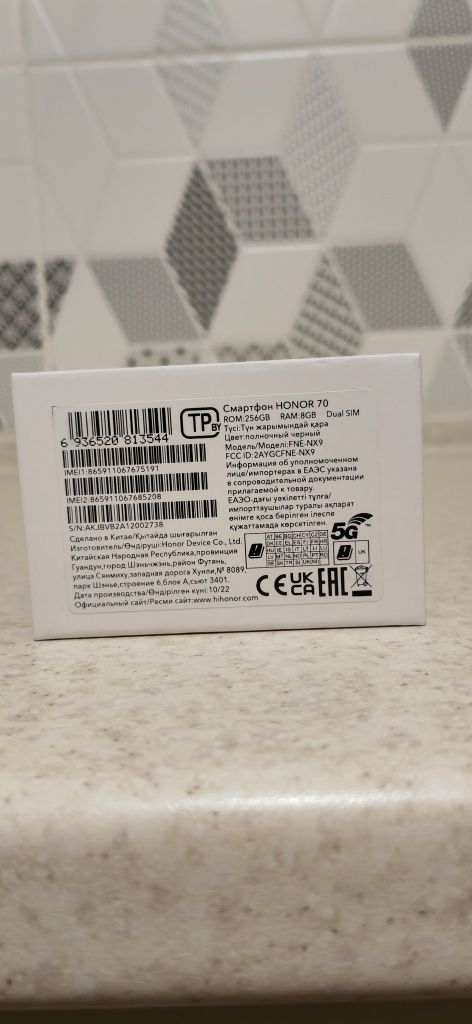 6 936520 813544
IMEI1:865911067675191
IMEI2:865911067685208
S/N:AKJBVB2A12002738
TP BY
Смартфон HONOR 70
ROM:256GB RAM:8GB Dual SIM
Түсі:Түн жарымындай қара
Цвет:полночный черный
Модель/Моделі:FNE-NX9
FCC ID:2AYGCFNE-NX9
Информация об уполномоченном
лице/импортерах в ЕАЭС указана
в сопроводительной документации
прилагаемой к товару.
ЕАЭО-дағы уәкілетті тұлға/
импорттаушылар туралы ақпарат
өнімге қоса берілген ілеспе
құжаттамада көрсетілген.
Сделано в Китае/Қытайда шығарылған
Изготовитель/Өндіруші:Honor Device Co., Ltd.
Китайская Народная Республика,провинция
Гуандун,город Шэньчжэнь,район Футянь,
улица Сянмиху,западная дорога Хунли,№ 8089,
парк Шэнье,строение 6,блок А,сьют 3401.
Дата производства/Өндірілген күні:10/22
Официальный сайт/Ресми сайт:www.hihonor.com
5G
UK
CE UK CA EAC